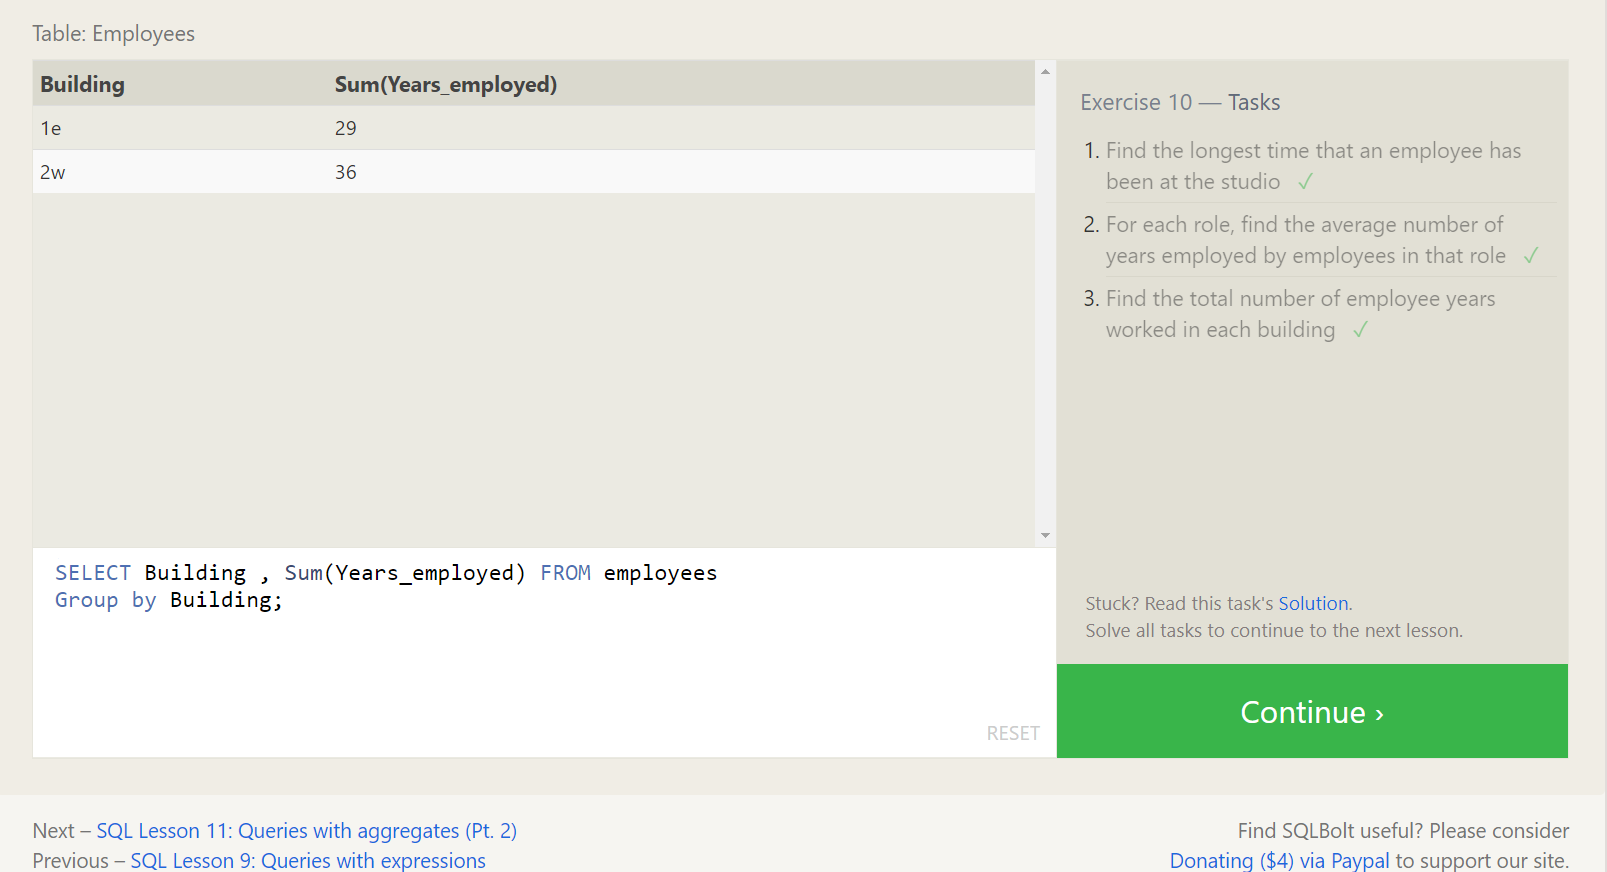 Table: Employees
Building Sum(Years_employed)
1e 29
2w 36
SELECT Building , Sum(Years_employed) FROM employees
Group by Building;
RESET
Exercise 10 — Tasks
1. Find the longest time that an employee has
been at the studio ✓
2. For each role, find the average number of
years employed by employees in that role ✓
3. Find the total number of employee years
worked in each building ✓
Stuck? Read this task's Solution.
Solve all tasks to continue to the next lesson.
Continue ›
Next – SQL Lesson 11: Queries with aggregates (Pt. 2)
Previous – SQL Lesson 9: Queries with expressions
Find SQLBolt useful? Please consider
Donating ($4) via Paypal to support our site.